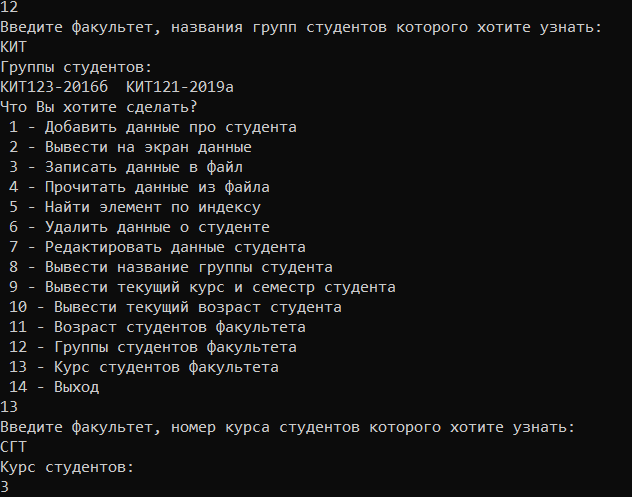 12
Введите факультет, названия групп студентов которого хотите узнать:
КИТ
Группы студентов:
КИТ123-2016б  КИТ121-2019а
Что Вы хотите сделать?
 1 - Добавить данные про студента
 2 - Вывести на экран данные
 3 - Записать данные в файл
 4 - Прочитать данные из файла
 5 - Найти элемент по индексу
 6 - Удалить данные о студенте
 7 - Редактировать данные студента
 8 - Вывести название группы студента
 9 - Вывести текущий курс и семестр студента
 10 - Вывести текущий возраст студента
 11 - Возраст студентов факультета
 12 - Группы студентов факультета
 13 - Курс студентов факультета
 14 - Выход
13
Введите факультет, номер курса студентов которого хотите узнать:
СГТ
Курс студентов:
3